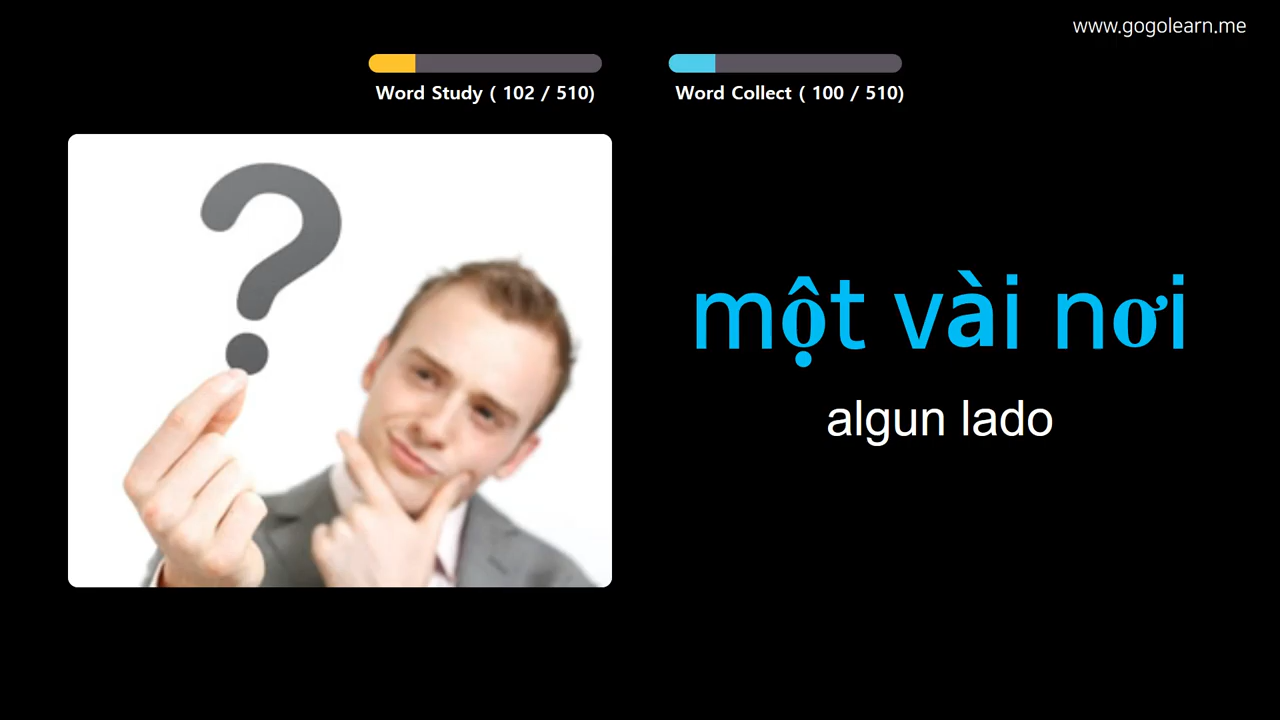 www.gogolearn.me
Word Study ( 102 / 510)
Word Collect ( 100 / 510)
một vài nơi
algun lado